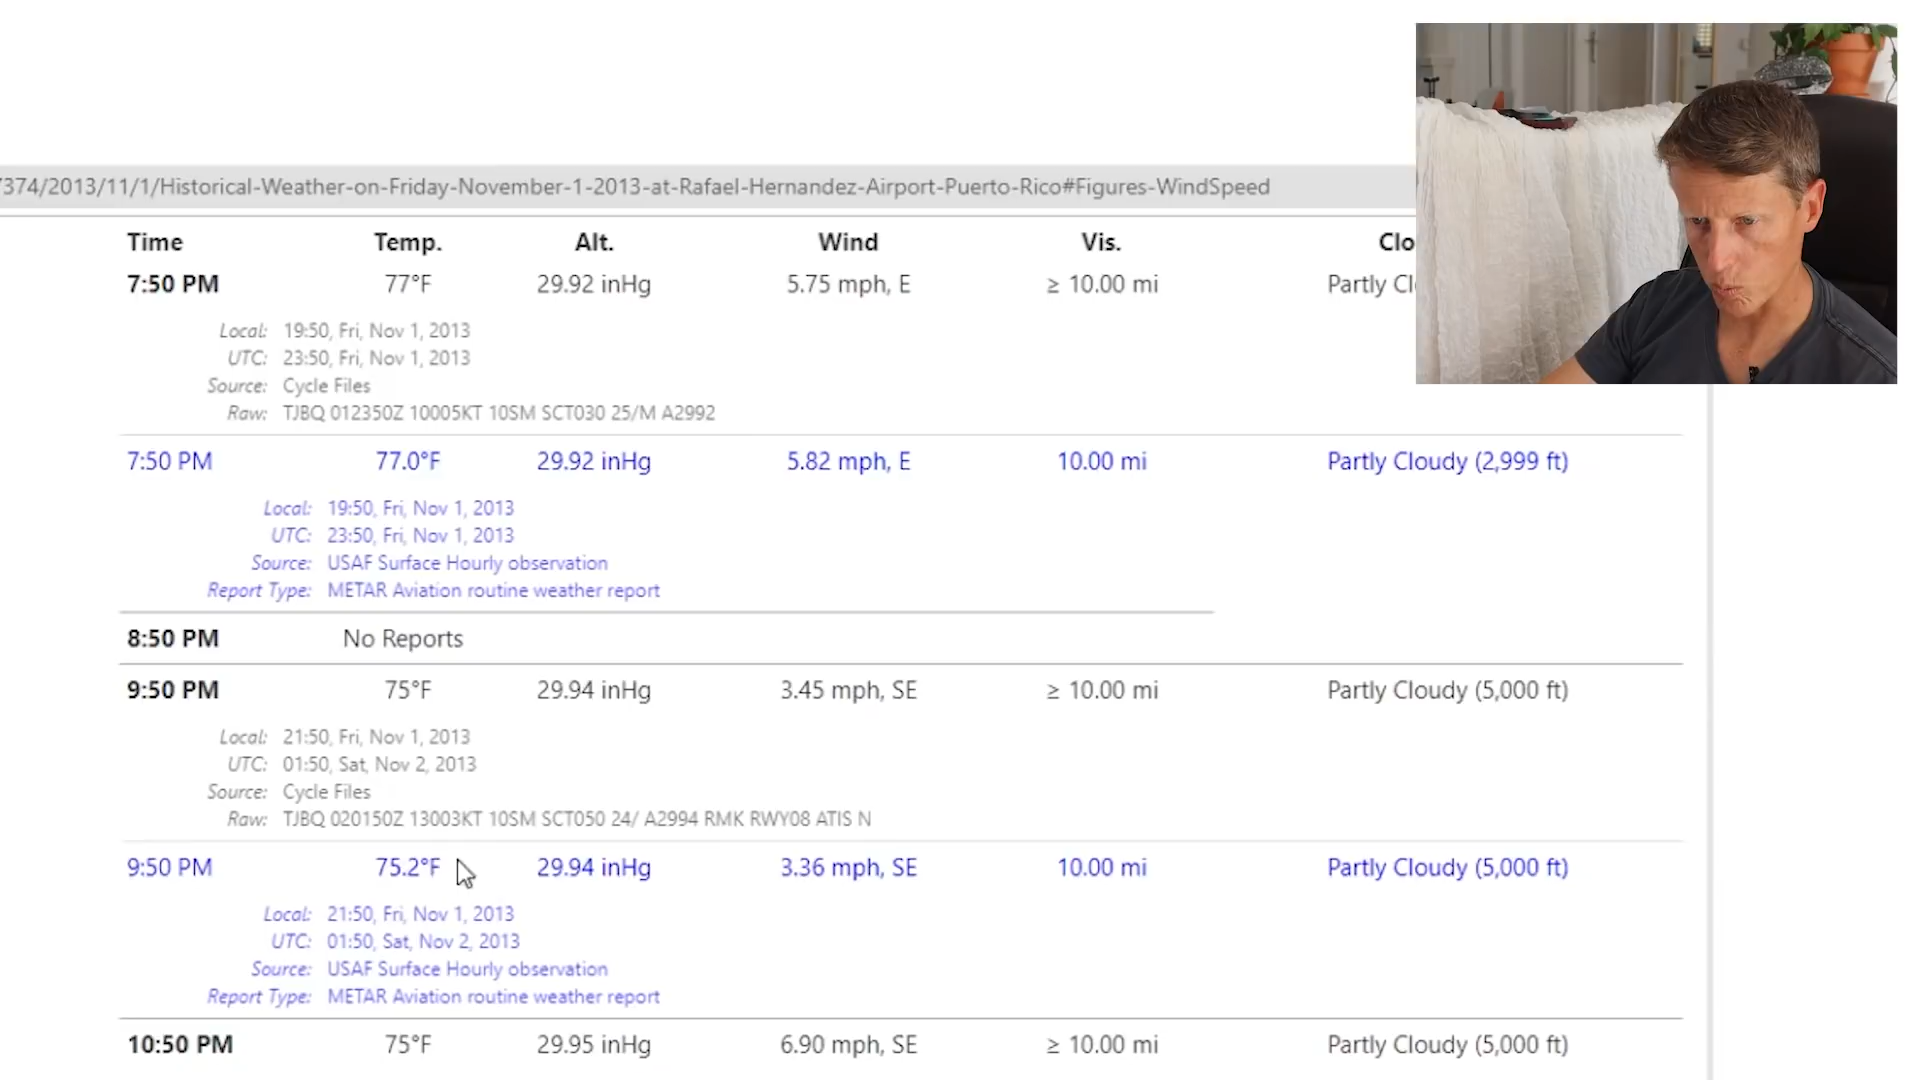 7374/2013/11/1/Historical-Weather-on-Friday-November-1-2013-at-Rafael-Hernandez-Airport-Puerto-Rico#Figures-WindSpeed
Time Temp. Alt. Wind Vis. Clo
7:50 PM 77°F 29.92 inHg 5.75 mph, E ≥ 10.00 mi Partly Cl
Local: 19:50, Fri, Nov 1, 2013
UTC: 23:50, Fri, Nov 1, 2013
Source: Cycle Files
Raw: TJBQ 012350Z 10005KT 10SM SCT030 25/M A2992
7:50 PM 77.0°F 29.92 inHg 5.82 mph, E 10.00 mi Partly Cloudy (2,999 ft)
Local: 19:50, Fri, Nov 1, 2013
UTC: 23:50, Fri, Nov 1, 2013
Source: USAF Surface Hourly observation
Report Type: METAR Aviation routine weather report
8:50 PM No Reports
9:50 PM 75°F 29.94 inHg 3.45 mph, SE ≥ 10.00 mi Partly Cloudy (5,000 ft)
Local: 21:50, Fri, Nov 1, 2013
UTC: 01:50, Sat, Nov 2, 2013
Source: Cycle Files
Raw: TJBQ 020150Z 13003KT 10SM SCT050 24/ A2994 RMK RWY08 ATIS N
9:50 PM 75.2°F 29.94 inHg 3.36 mph, SE 10.00 mi Partly Cloudy (5,000 ft)
Local: 21:50, Fri, Nov 1, 2013
UTC: 01:50, Sat, Nov 2, 2013
Source: USAF Surface Hourly observation
Report Type: METAR Aviation routine weather report
10:50 PM 75°F 29.95 inHg 6.90 mph, SE ≥ 10.00 mi Partly Cloudy (5,000 ft)